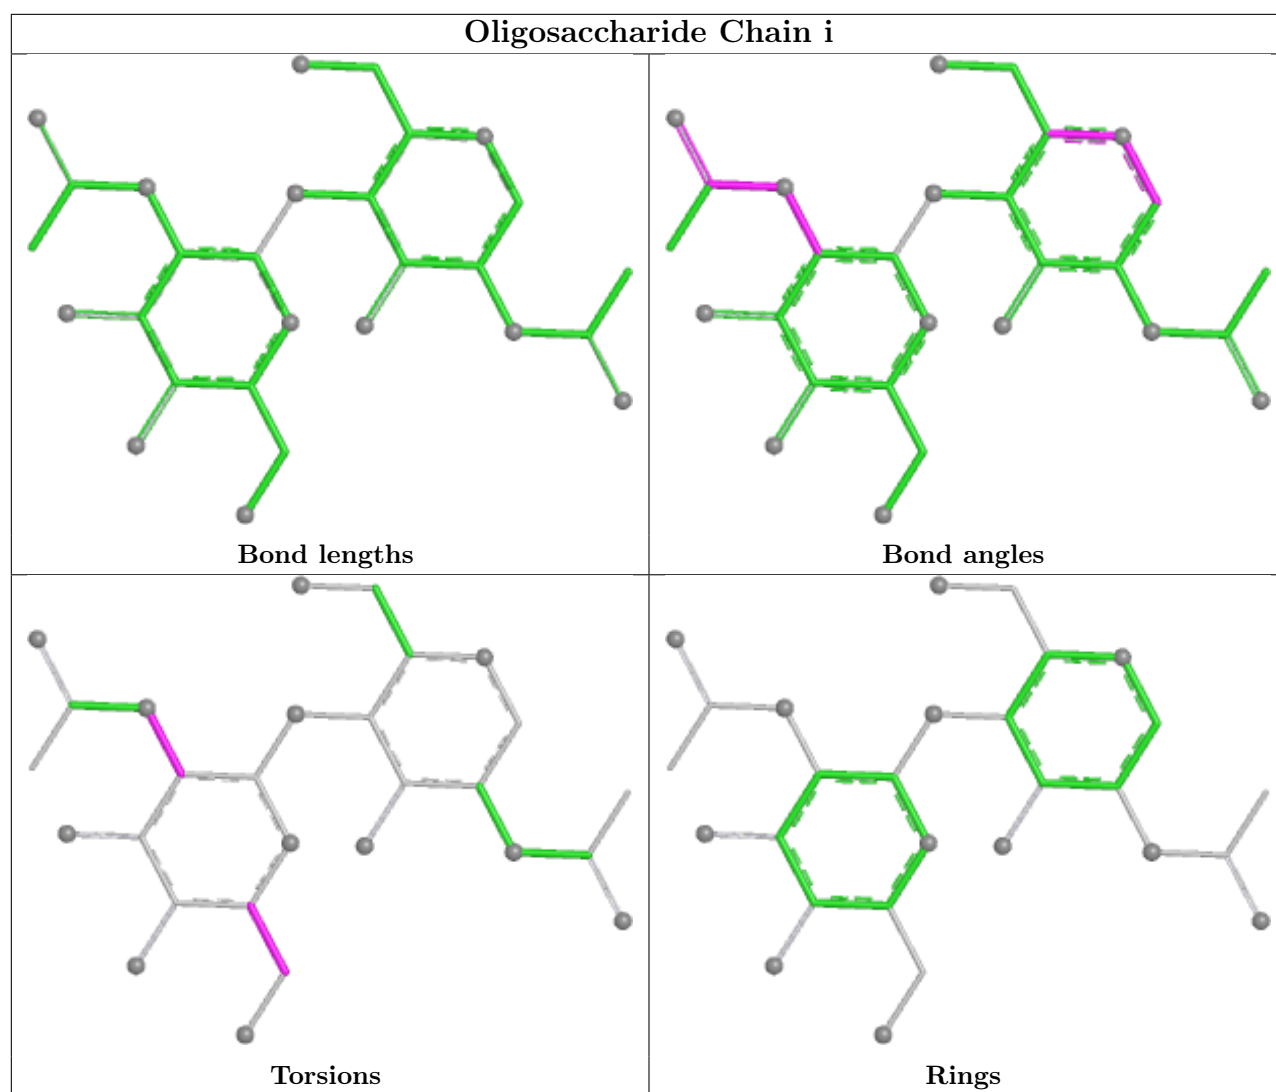 Oligosaccharide Chain i
Bond lengths
Bond angles
Torsions
Rings